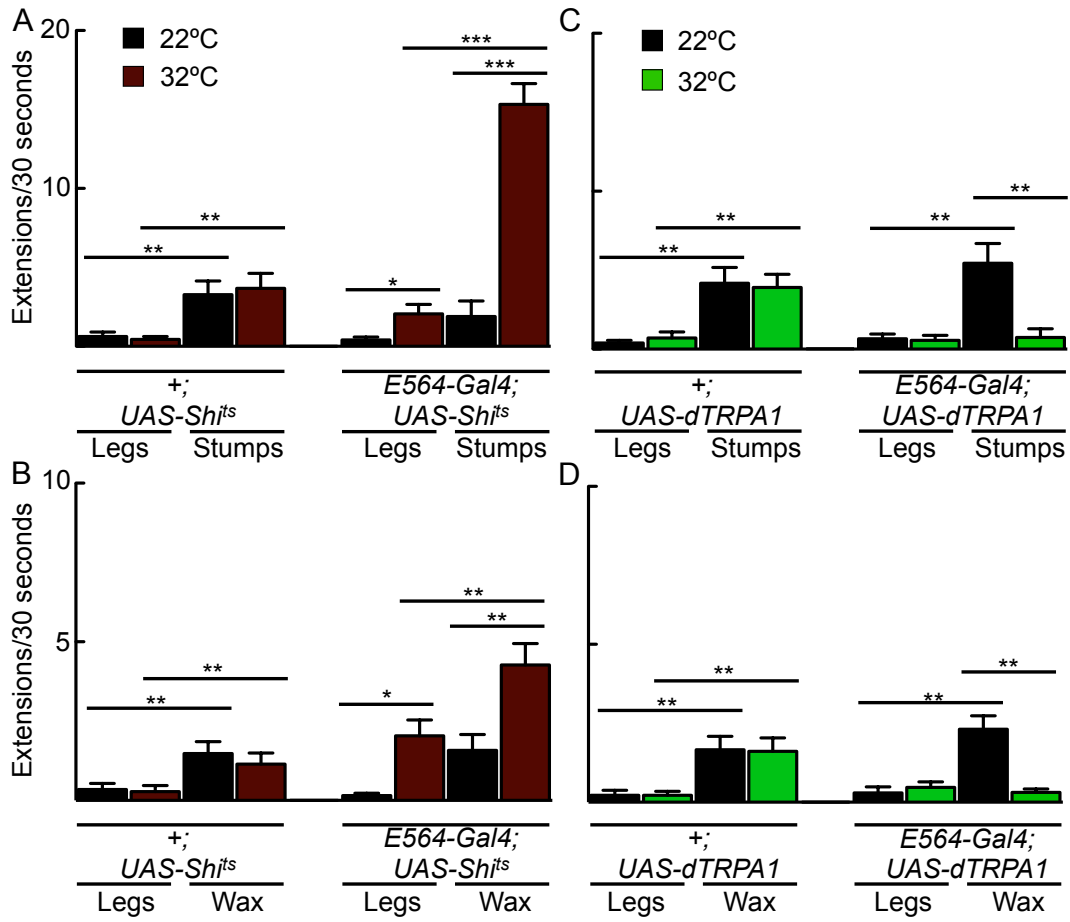 A
20
22ºC
32ºC
***
***
**
**
*
10
Extensions/30 seconds
0
+;
UAS-Shits
E564-Gal4;
UAS-Shits
Legs Stumps Legs Stumps
C
22ºC
32ºC
**
**
**
**
+;
UAS-dTRPA1
E564-Gal4;
UAS-dTRPA1
Legs Stumps Legs Stumps
B
10
Extensions/30 seconds
5
0
**
**
**
**
*
+;
UAS-Shits
E564-Gal4;
UAS-Shits
Legs Wax Legs Wax
D
**
**
**
**
+;
UAS-dTRPA1
E564-Gal4;
UAS-dTRPA1
Legs Wax Legs Wax